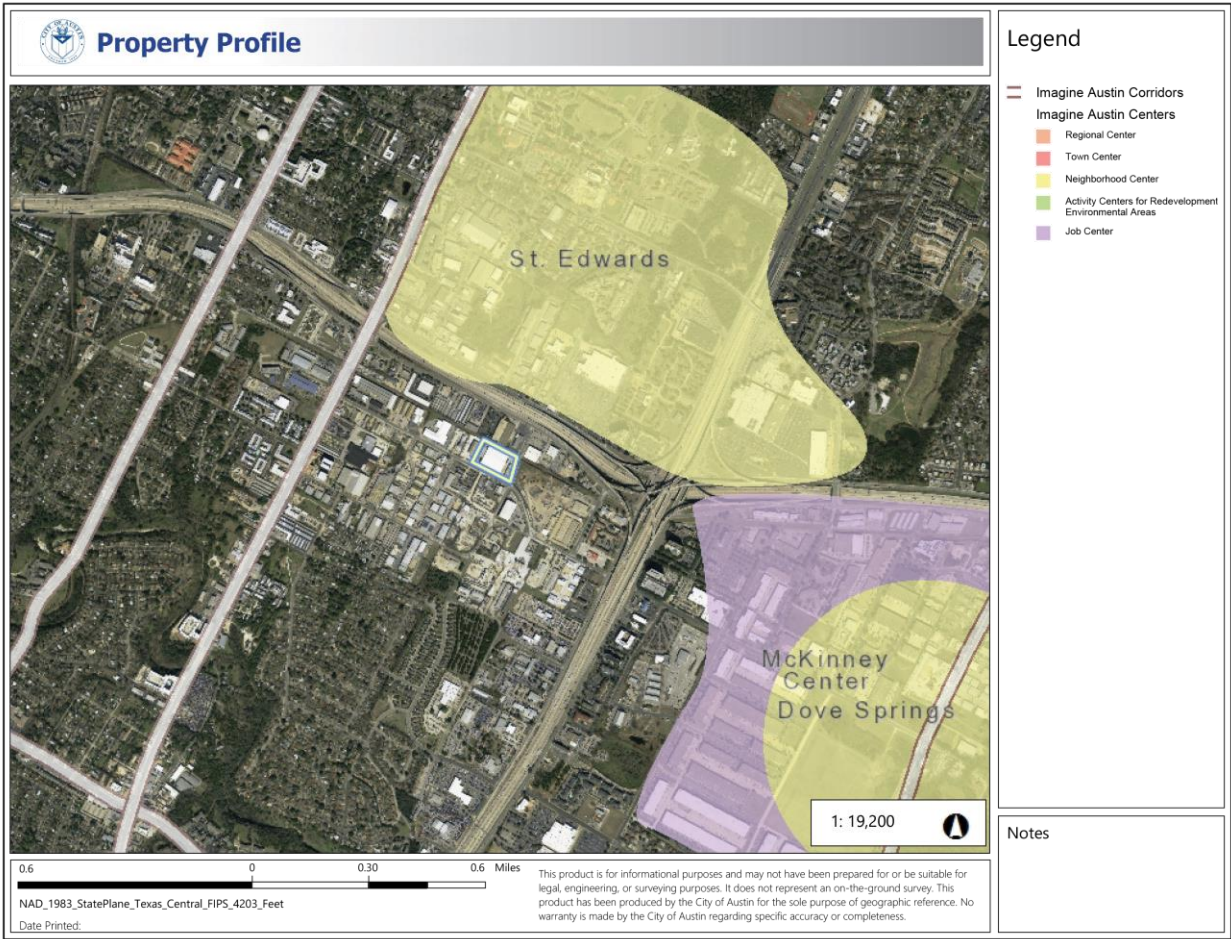 Property Profile
St. Edwards
McKinney
Center
Dove Springs
1: 19,200
Legend
Imagine Austin Corridors
Imagine Austin Centers
Regional Center
Town Center
Neighborhood Center
Activity Centers for Redevelopment
Environmental Areas
Job Center
Notes
0.6 0 0.30 0.6 Miles
NAD_1983_StatePlane_Texas_Central_FIPS_4203_Feet
Date Printed:
This product is for informational purposes and may not have been prepared for or be suitable for
legal, engineering, or surveying purposes. It does not represent an on-the-ground survey. This
product has been produced by the City of Austin for the sole purpose of geographic reference. No
warranty is made by the City of Austin regarding specific accuracy or completeness.